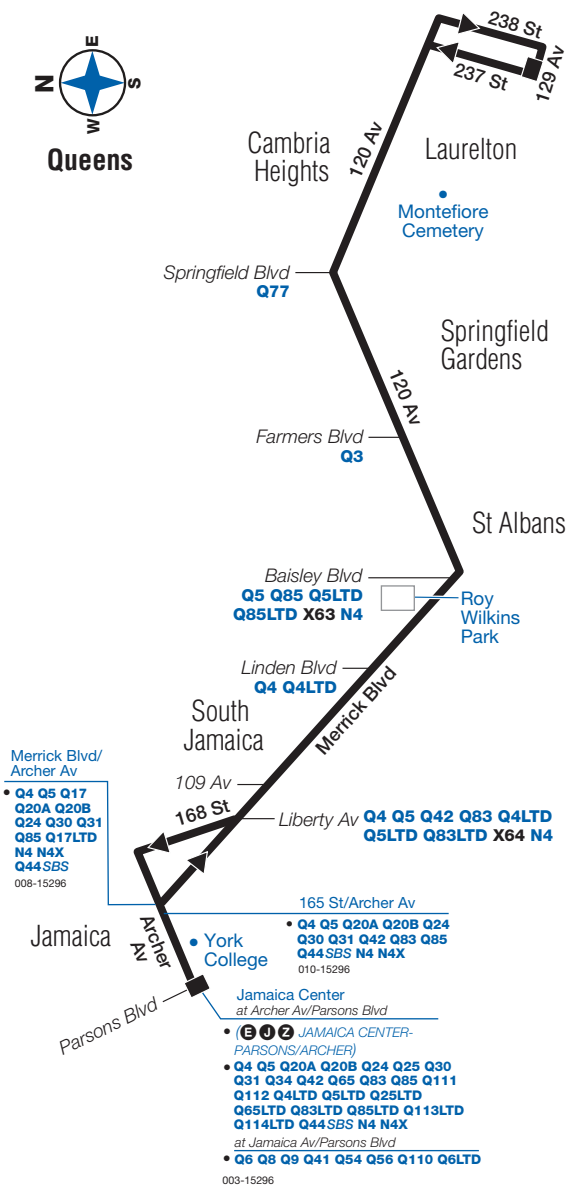 E
N
S
W
Queens
238 St
237 St
129 Av
120 Av
Cambria
Heights
Laurelton
Montefiore
Cemetery
Springfield Blvd
Q77
Springfield
Gardens
120 Av
Farmers Blvd
Q3
St Albans
Baisley Blvd
Q5 Q85 Q5LTD
Q85LTD X63 N4
Roy
Wilkins
Park
Linden Blvd
Q4 Q4LTD
Merrick Blvd
South
Jamaica
109 Av
168 St
Liberty Av
Q4 Q5 Q42 Q83 Q4LTD
Q5LTD Q83LTD X64 N4
Merrick Blvd/
Archer Av
• Q4 Q5 Q17
Q20A Q20B
Q24 Q30 Q31
Q85 Q17LTD
N4 N4X
Q44SBS
008-15296
Jamaica
Archer
Av
York
College
165 St/Archer Av
• Q4 Q5 Q20A Q20B Q24
Q30 Q31 Q42 Q83 Q85
Q44SBS N4 N4X
010-15296
Parsons Blvd
Jamaica Center
at Archer Av/Parsons Blvd
• (E J Z JAMAICA CENTER-
PARSONS/ARCHER)
• Q4 Q5 Q20A Q20B Q24 Q25 Q30
Q31 Q34 Q42 Q65 Q83 Q85 Q111
Q112 Q4LTD Q5LTD Q25LTD
Q65LTD Q83LTD Q85LTD Q113LTD
Q114LTD Q44SBS N4 N4X
at Jamaica Av/Parsons Blvd
• Q6 Q8 Q9 Q41 Q54 Q56 Q110 Q6LTD
003-15296